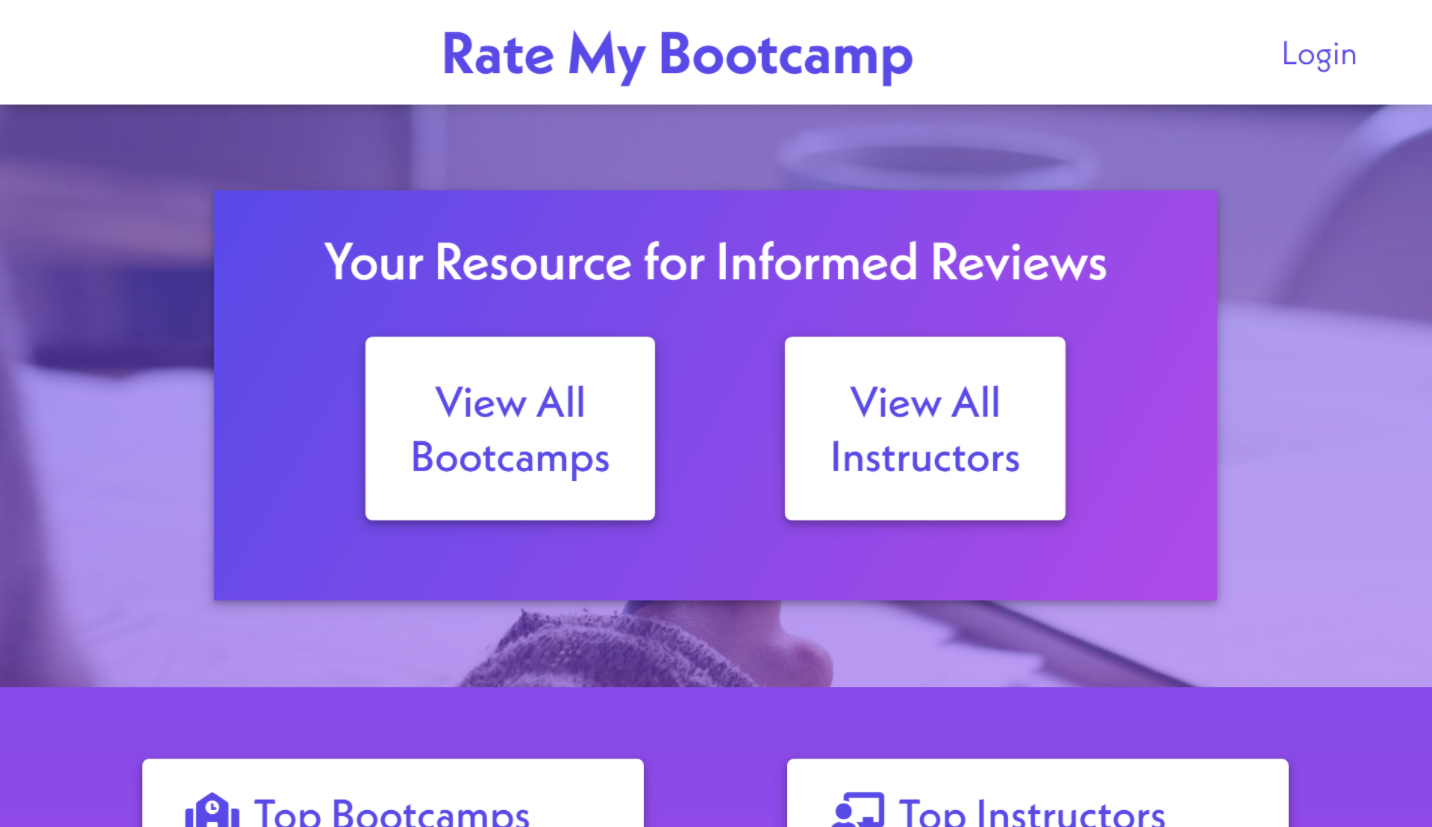 Rate My Bootcamp
Login
Your Resource for Informed Reviews
View All
Bootcamps
View All
Instructors
Top Bootcamps
Top Instructors